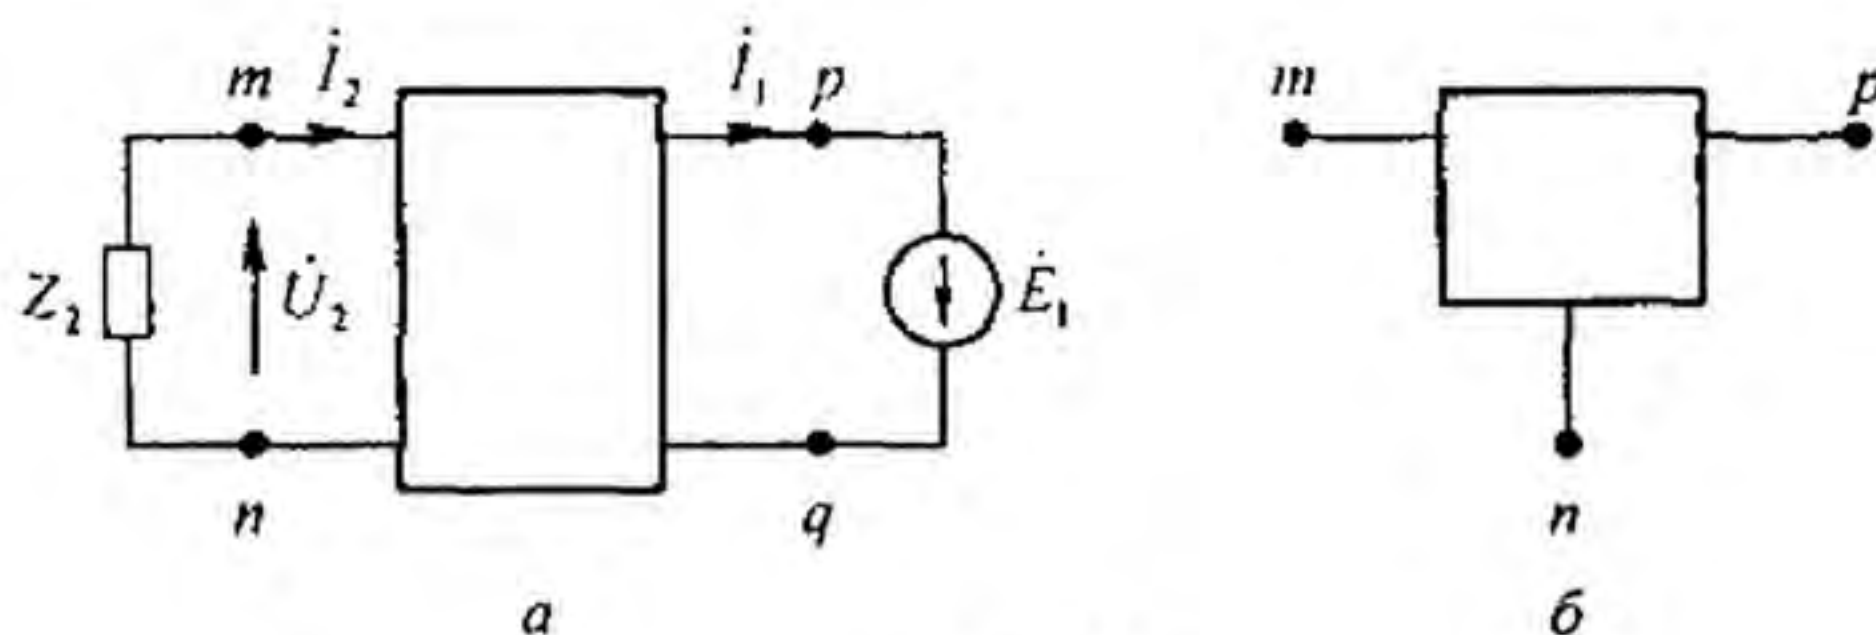 m İ₂ İ₁ p m p
Z₂ U̇₂ Ė₁
n q n
а б